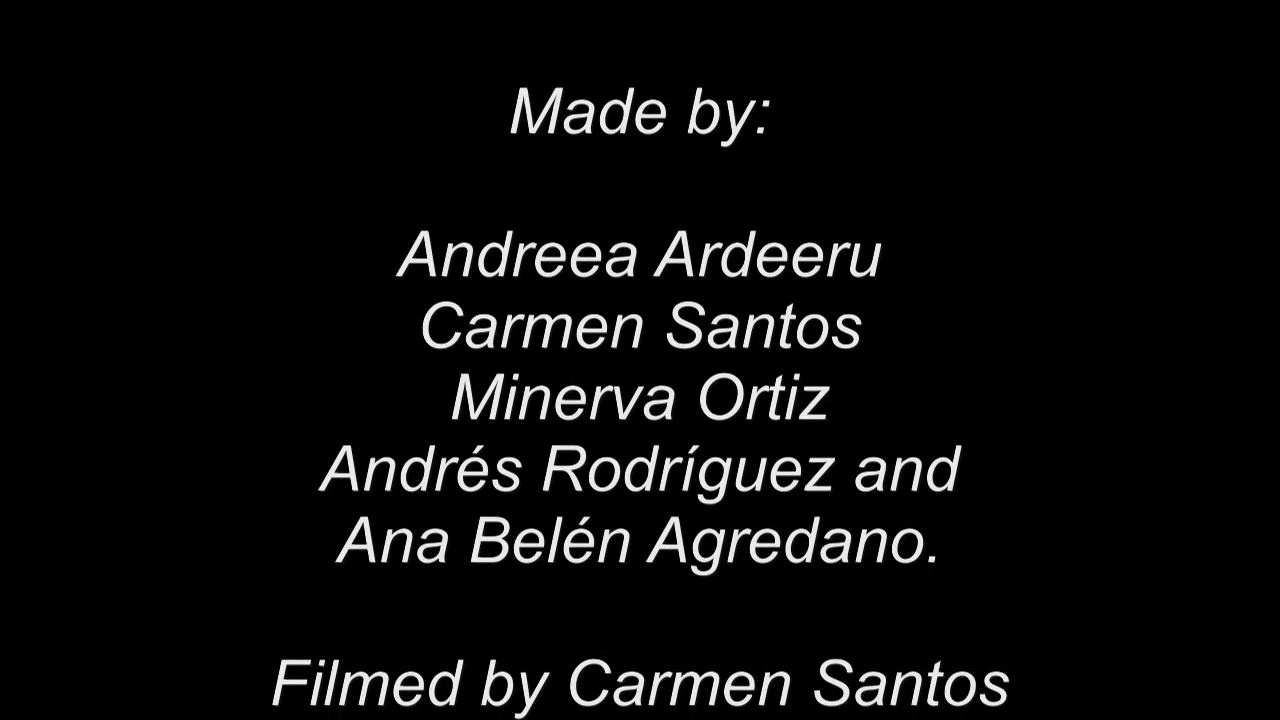 Made by:
Andreea Ardeeru
Carmen Santos
Minerva Ortiz
Andrés Rodríguez and
Ana Belén Agredano.
Filmed by Carmen Santos